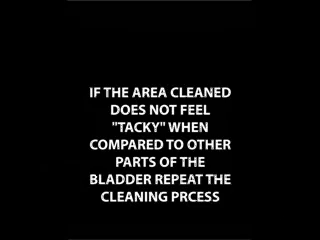 IF THE AREA CLEANED
DOES NOT FEEL
"TACKY" WHEN
COMPARED TO OTHER
PARTS OF THE
BLADDER REPEAT THE
CLEANING PRCESS